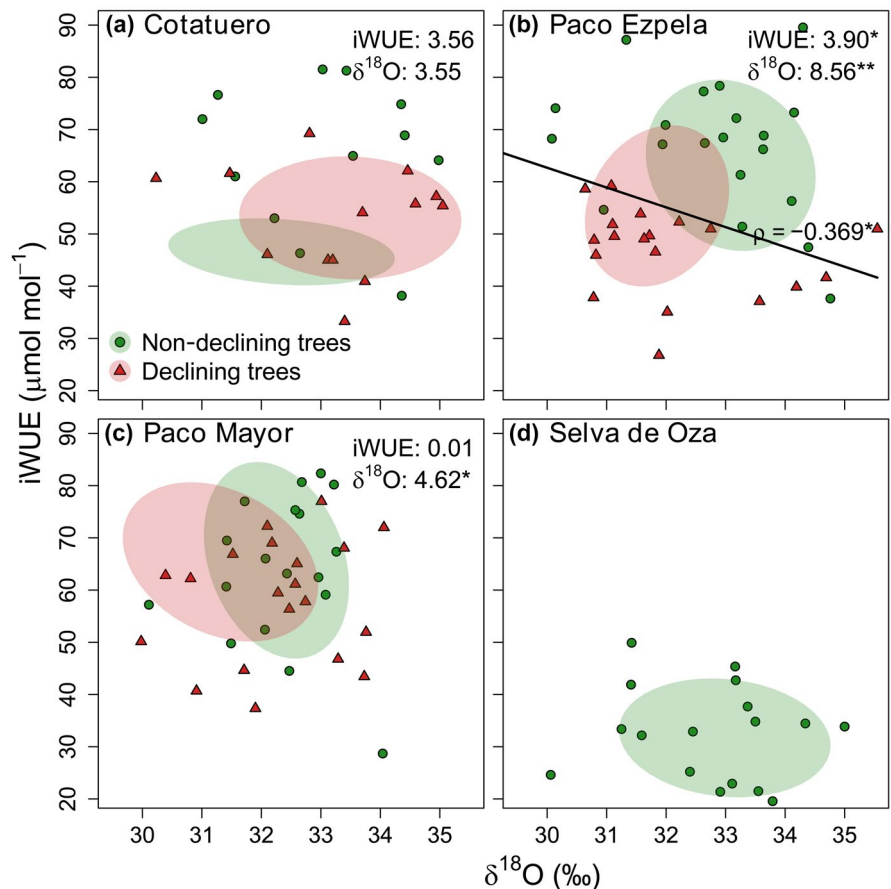 (a) Cotatuero
iWUE: 3.56
δ¹⁸O: 3.55
Non-declining trees
Declining trees
(b) Paco Ezpela
iWUE: 3.90*
δ¹⁸O: 8.56**
ρ = −0.369*
(c) Paco Mayor
iWUE: 0.01
δ¹⁸O: 4.62*
(d) Selva de Oza
iWUE (μmol mol⁻¹)
90
80
70
60
50
40
30
20
90
80
70
60
50
40
30
20
30 31 32 33 34 35
30 31 32 33 34 35
δ¹⁸O (‰)